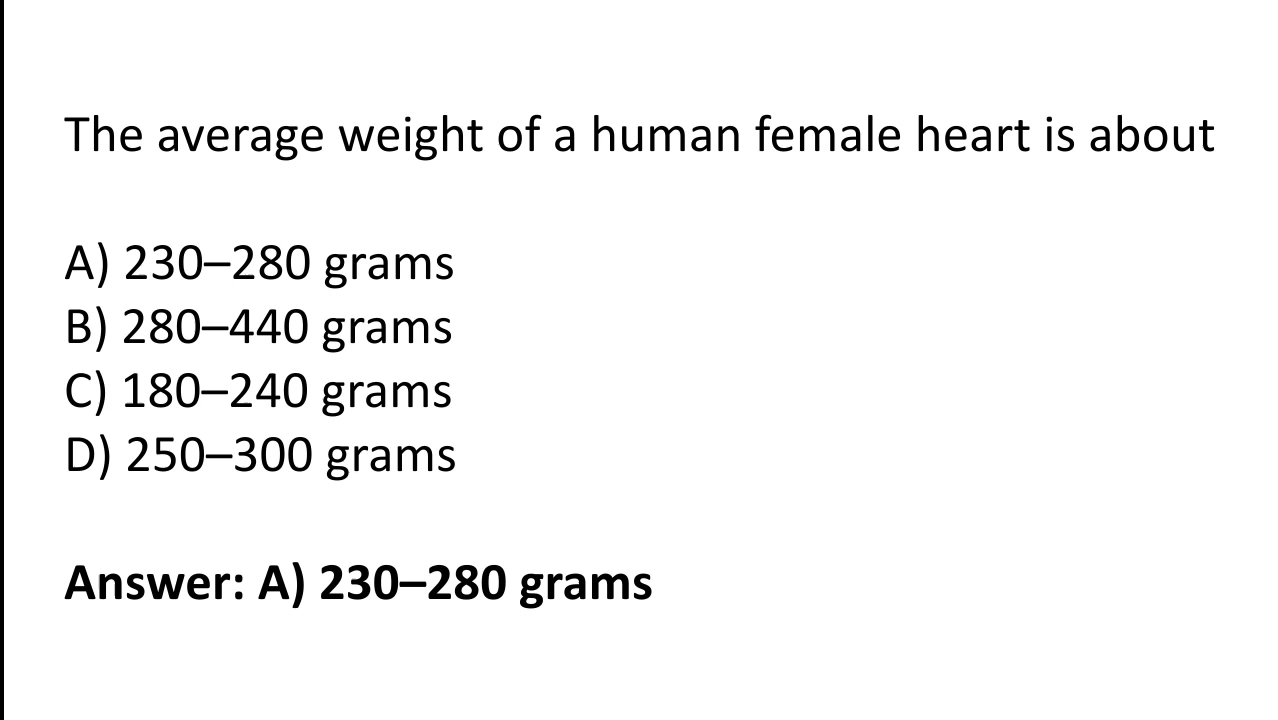 The average weight of a human female heart is about
A) 230–280 grams
B) 280–440 grams
C) 180–240 grams
D) 250–300 grams
Answer: A) 230–280 grams